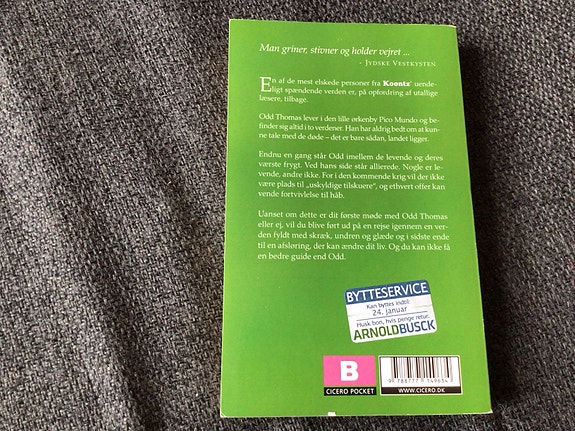 Man griner, stivner og holder vejret ...
- Jydske Vestkysten
En af de mest elskede personer fra Koontz' uende-
ligt spændende verden er, på opfordring af utallige
læsere, tilbage.
Odd Thomas lever i den lille ørkenby Pico Mundo og be-
finder sig altid i to verdener. Han har aldrig bedt om at kun-
ne tale med de døde – det er bare sådan, landet ligger.
Endnu en gang står Odd imellem de levende og deres
værste frygt. Ved hans side står allierede. Nogle er le-
vende, andre ikke. For i den kommende krig vil der ikke
være plads til „uskyldige tilskuere“, og ethvert offer kan
vende fortvivlelse til håb.
Uanset om dette er dit første møde med Odd Thomas
eller ej, vil du blive ført ud på en rejse igennem en ver-
den fyldt med skræk, undren og glæde og i sidste ende
til en afsløring, der kan ændre dit liv. Og du kan ikke få
en bedre guide end Odd.
BYTTESERVICE
Kan byttes indtil
24. januar
Husk bon, hvis penge retur.
ARNOLDBUSCK
B
CICERO POCKET
9 788777 149634
WWW.CICERO.DK